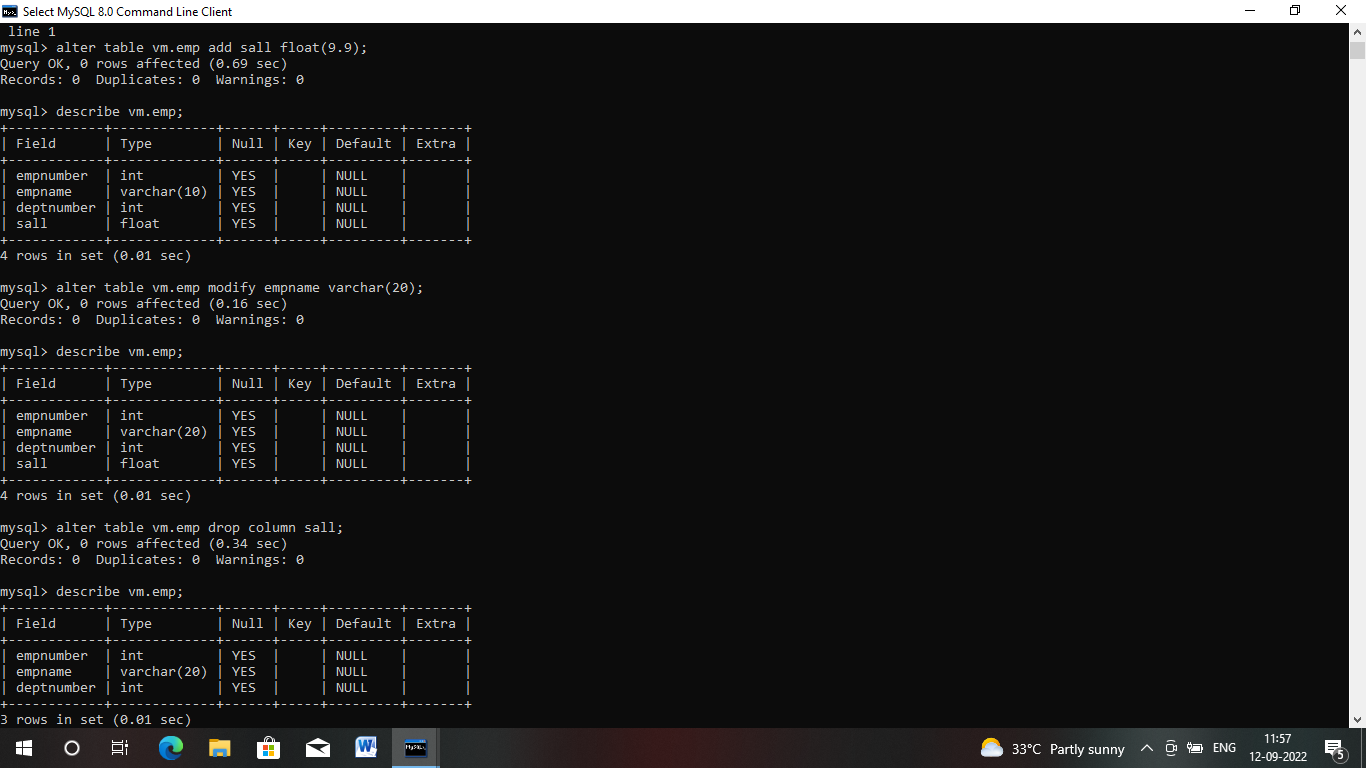 Select MySQL 8.0 Command Line Client
 line 1
mysql> alter table vm.emp add sall float(9.9);
Query OK, 0 rows affected (0.69 sec)
Records: 0  Duplicates: 0  Warnings: 0

mysql> describe vm.emp;
+------------+-------------+------+-----+---------+-------+
| Field      | Type        | Null | Key | Default | Extra |
+------------+-------------+------+-----+---------+-------+
| empnumber  | int         | YES  |     | NULL    |       |
| empname    | varchar(10) | YES  |     | NULL    |       |
| deptnumber | int         | YES  |     | NULL    |       |
| sall       | float       | YES  |     | NULL    |       |
+------------+-------------+------+-----+---------+-------+
4 rows in set (0.01 sec)

mysql> alter table vm.emp modify empname varchar(20);
Query OK, 0 rows affected (0.16 sec)
Records: 0  Duplicates: 0  Warnings: 0

mysql> describe vm.emp;
+------------+-------------+------+-----+---------+-------+
| Field      | Type        | Null | Key | Default | Extra |
+------------+-------------+------+-----+---------+-------+
| empnumber  | int         | YES  |     | NULL    |       |
| empname    | varchar(20) | YES  |     | NULL    |       |
| deptnumber | int         | YES  |     | NULL    |       |
| sall       | float       | YES  |     | NULL    |       |
+------------+-------------+------+-----+---------+-------+
4 rows in set (0.01 sec)

mysql> alter table vm.emp drop column sall;
Query OK, 0 rows affected (0.34 sec)
Records: 0  Duplicates: 0  Warnings: 0

mysql> describe vm.emp;
+------------+-------------+------+-----+---------+-------+
| Field      | Type        | Null | Key | Default | Extra |
+------------+-------------+------+-----+---------+-------+
| empnumber  | int         | YES  |     | NULL    |       |
| empname    | varchar(20) | YES  |     | NULL    |       |
| deptnumber | int         | YES  |     | NULL    |       |
+------------+-------------+------+-----+---------+-------+
3 rows in set (0.01 sec)
33°C Partly sunny
ENG
11:57
12-09-2022
5